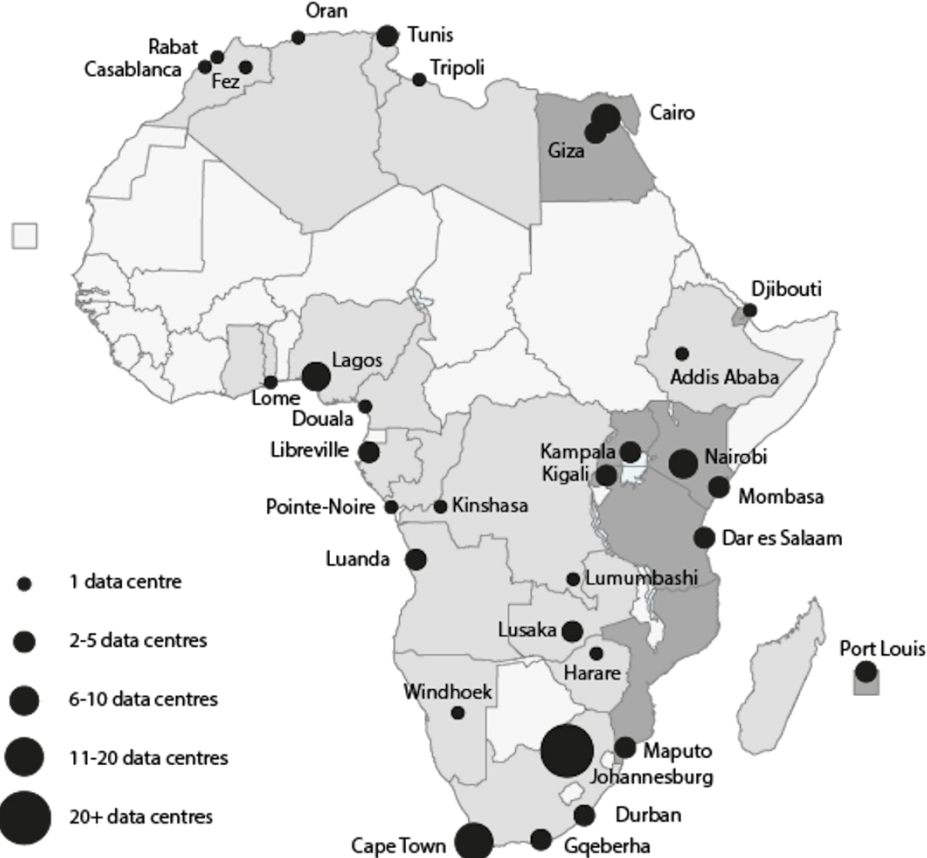 Oran
Tunis
Rabat
Casablanca
Fez
Tripoli
Cairo
Giza
Djibouti
Addis Ababa
Lagos
Lome
Douala
Libreville
Kampala
Kigali
Nairobi
Mombasa
Pointe-Noire
Kinshasa
Dar es Salaam
Luanda
Lumumbashi
1 data centre
Lusaka
2-5 data centres
Harare
Port Louis
Windhoek
6-10 data centres
Maputo
11-20 data centres
Johannesburg
20+ data centres
Durban
Cape Town
Gqeberha